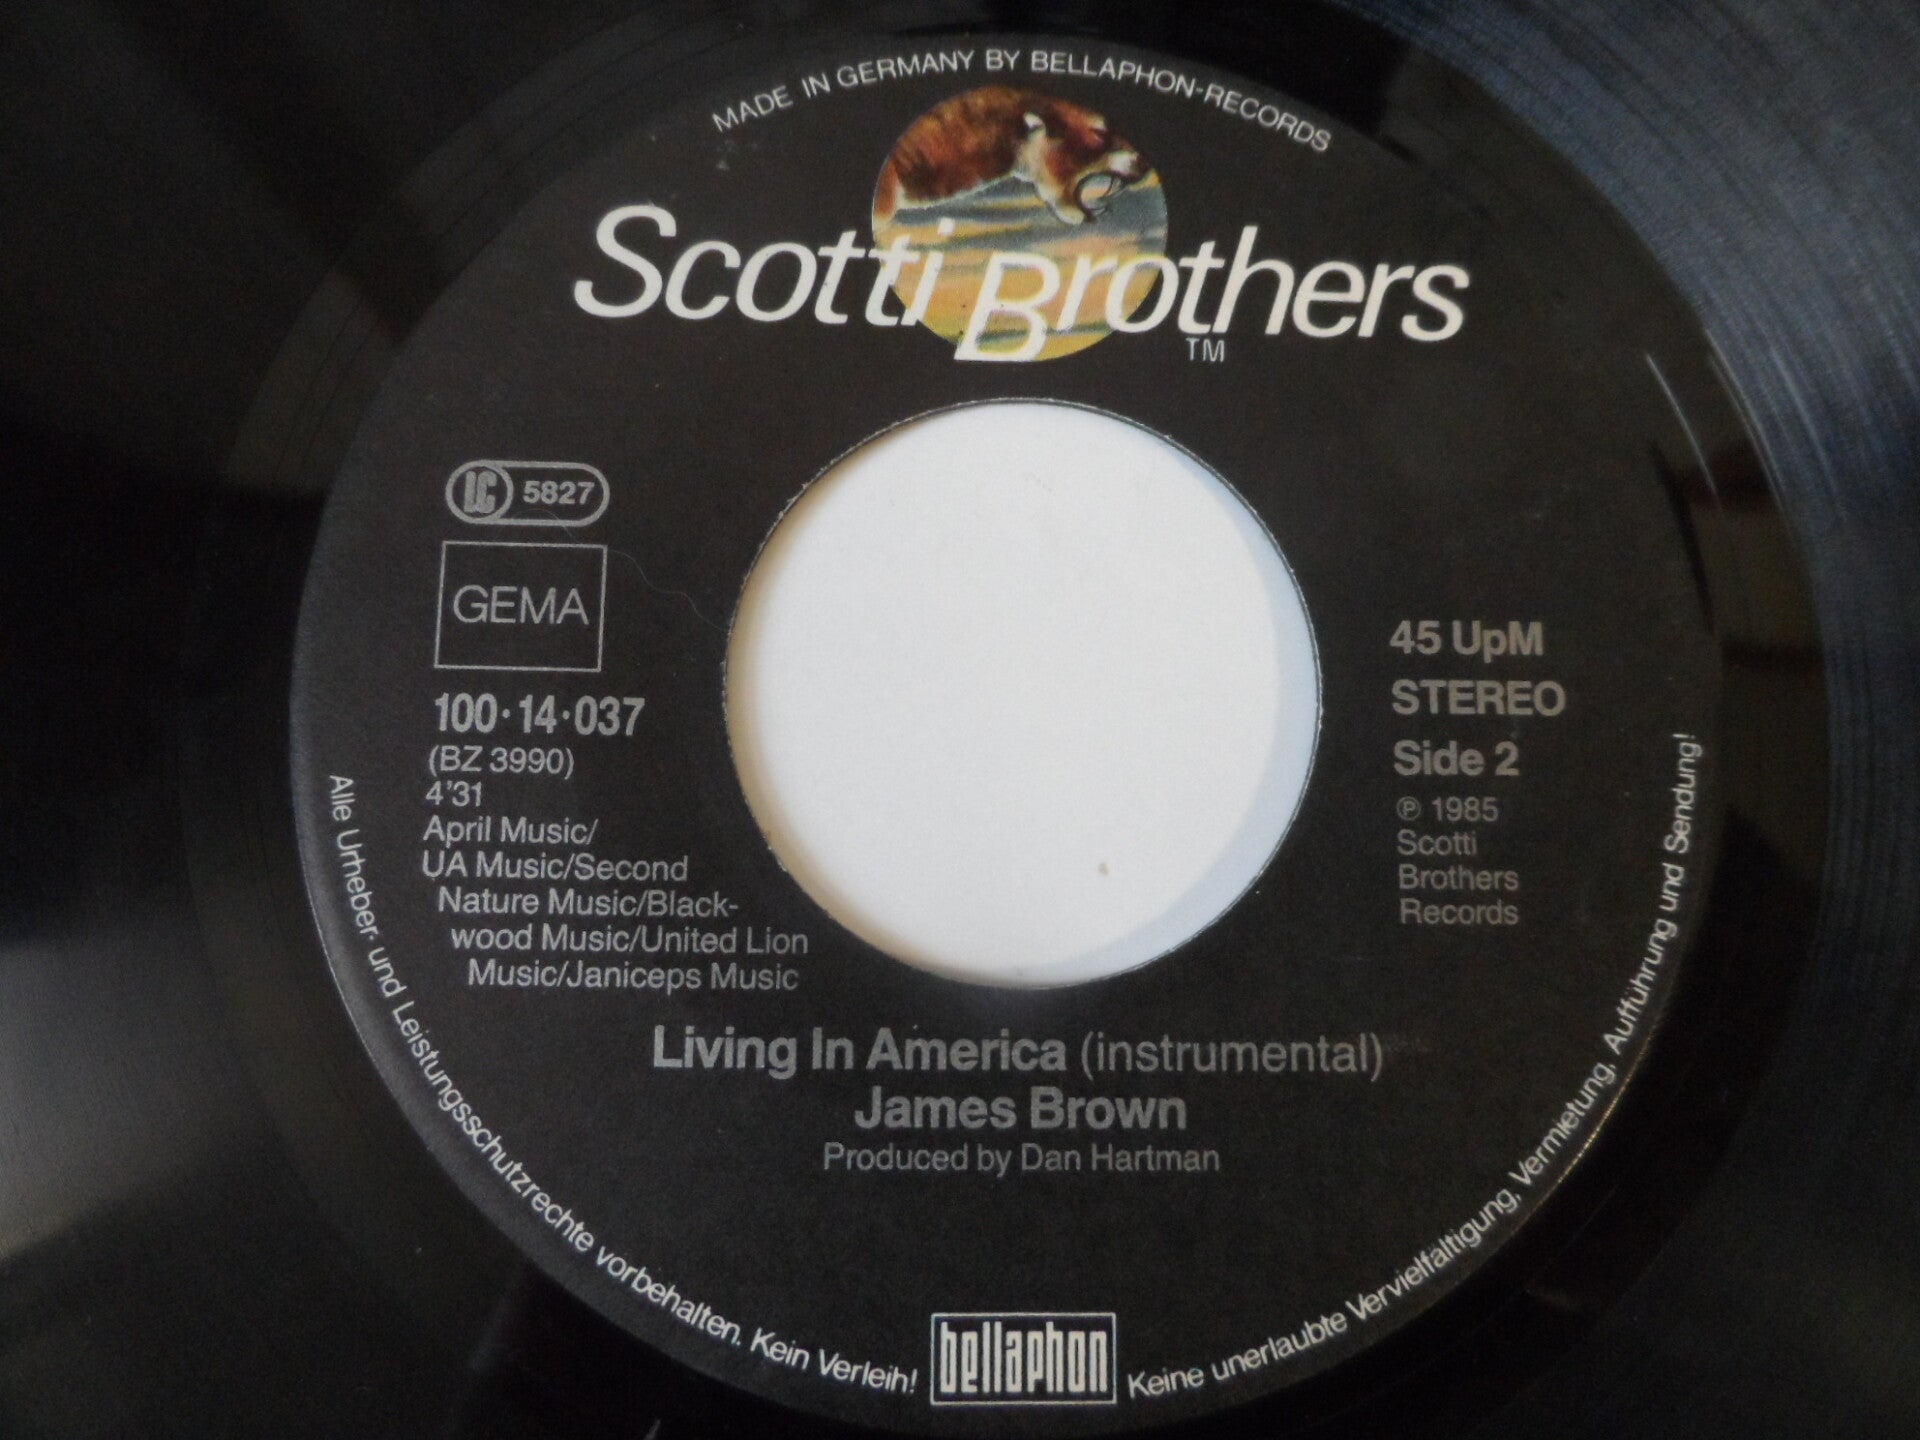 MADE IN GERMANY BY BELLAPHON-RECORDS
Scotti Brothers
TM
LC 5827
GEMA
100·14·037
(BZ 3990)
4'31
April Music/
UA Music/Second
Nature Music/Black-
wood Music/United Lion
Music/Janiceps Music
45 UpM
STEREO
Side 2
℗ 1985
Scotti
Brothers
Records
Living In America (instrumental)
James Brown
Produced by Dan Hartman
Alle Urheber- und Leistungsschutzrechte vorbehalten. Kein Verleih!
bellaphon
Keine unerlaubte Vervielfältigung, Vermietung, Aufführung und Sendung!